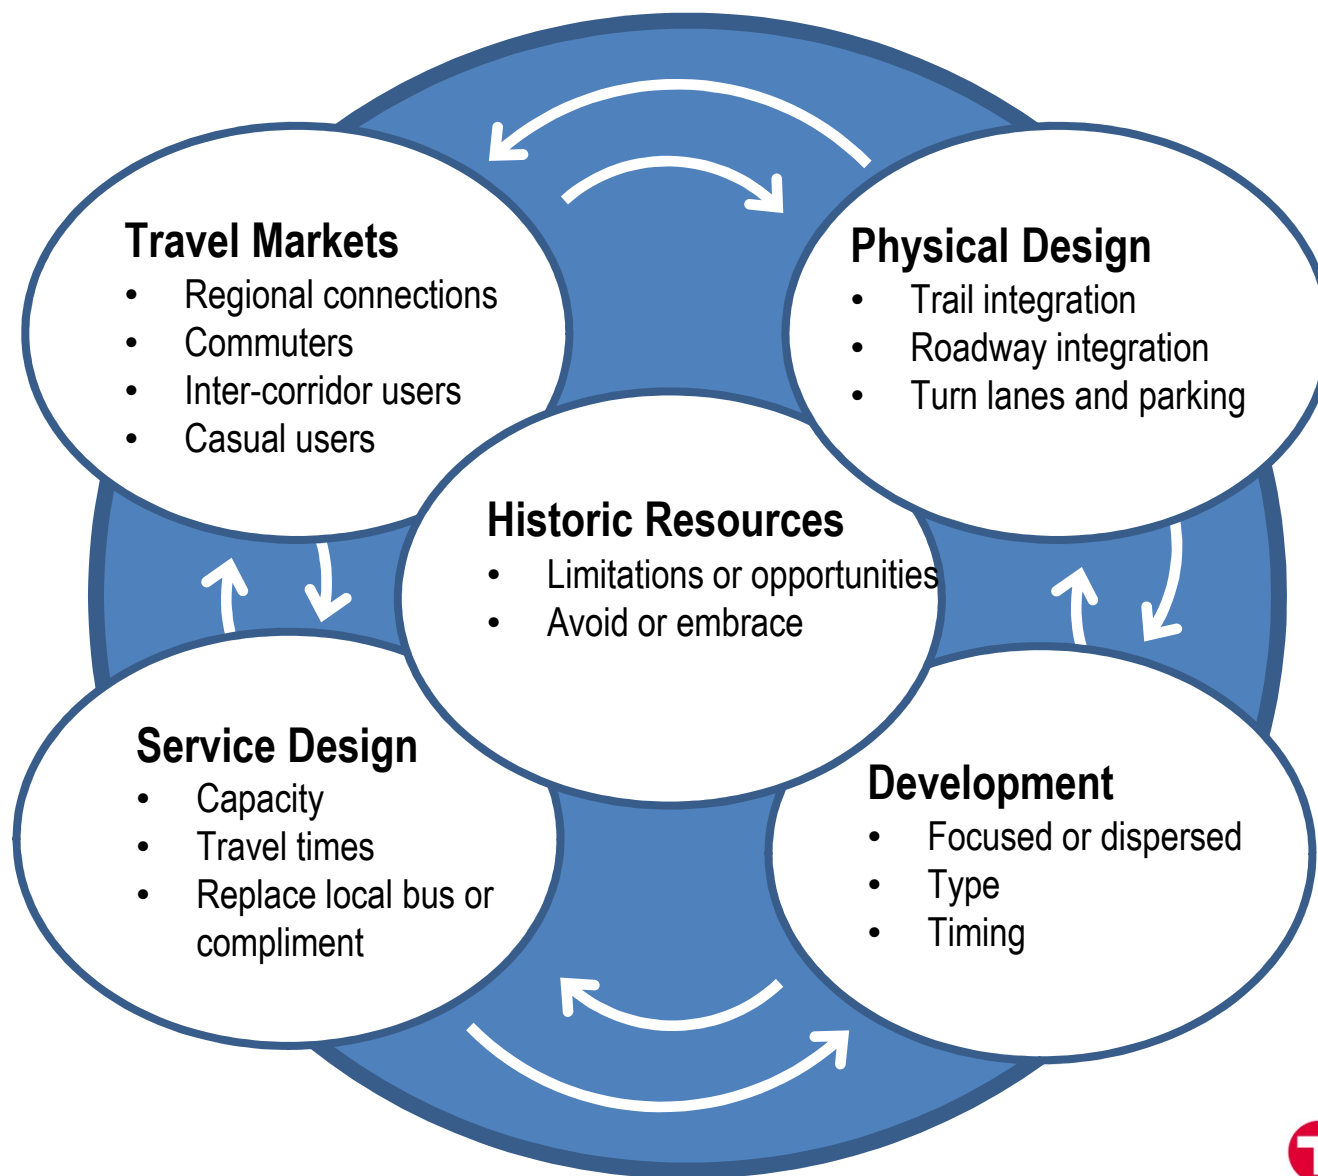 Travel Markets
• Regional connections
• Commuters
• Inter-corridor users
• Casual users
Physical Design
• Trail integration
• Roadway integration
• Turn lanes and parking
Historic Resources
• Limitations or opportunities
• Avoid or embrace
Service Design
• Capacity
• Travel times
• Replace local bus or
compliment
Development
• Focused or dispersed
• Type
• Timing
T